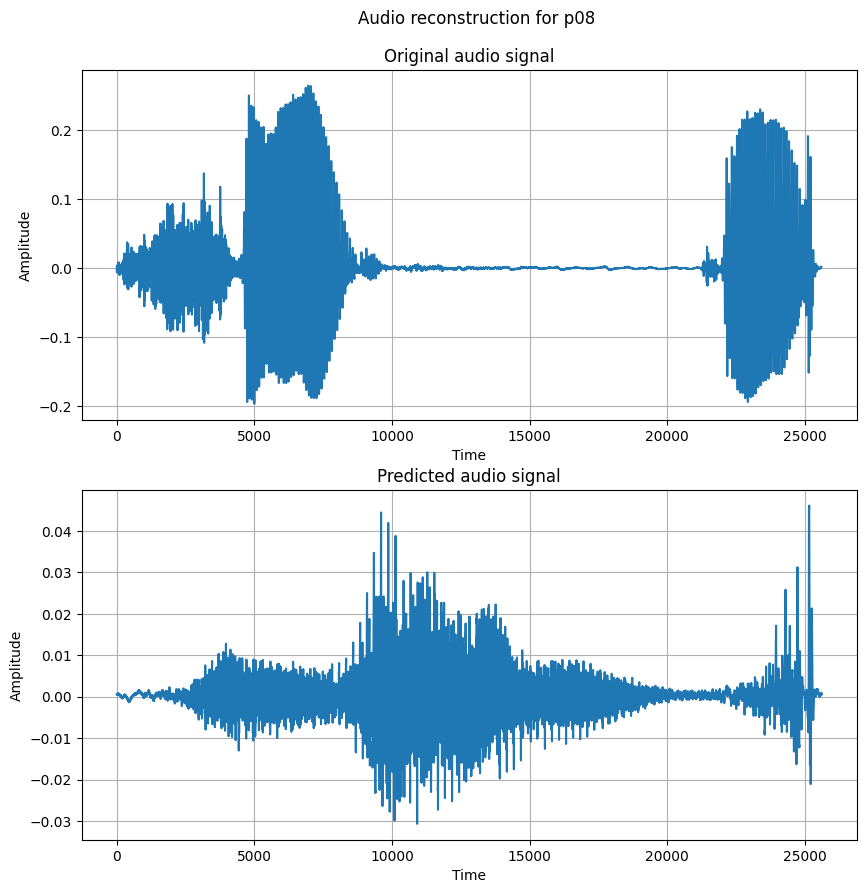 Audio reconstruction for p08
Original audio signal
Amplitude
0.2
0.1
0.0
−0.1
−0.2
0 5000 10000 15000 20000 25000
Time
Predicted audio signal
Amplitude
0.04
0.03
0.02
0.01
0.00
−0.01
−0.02
−0.03
0 5000 10000 15000 20000 25000
Time